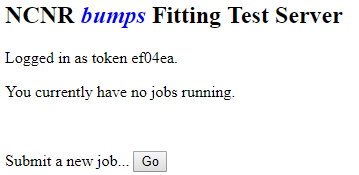 NCNR bumps Fitting Test Server
Logged in as token ef04ea.
You currently have no jobs running.
Submit a new job... Go